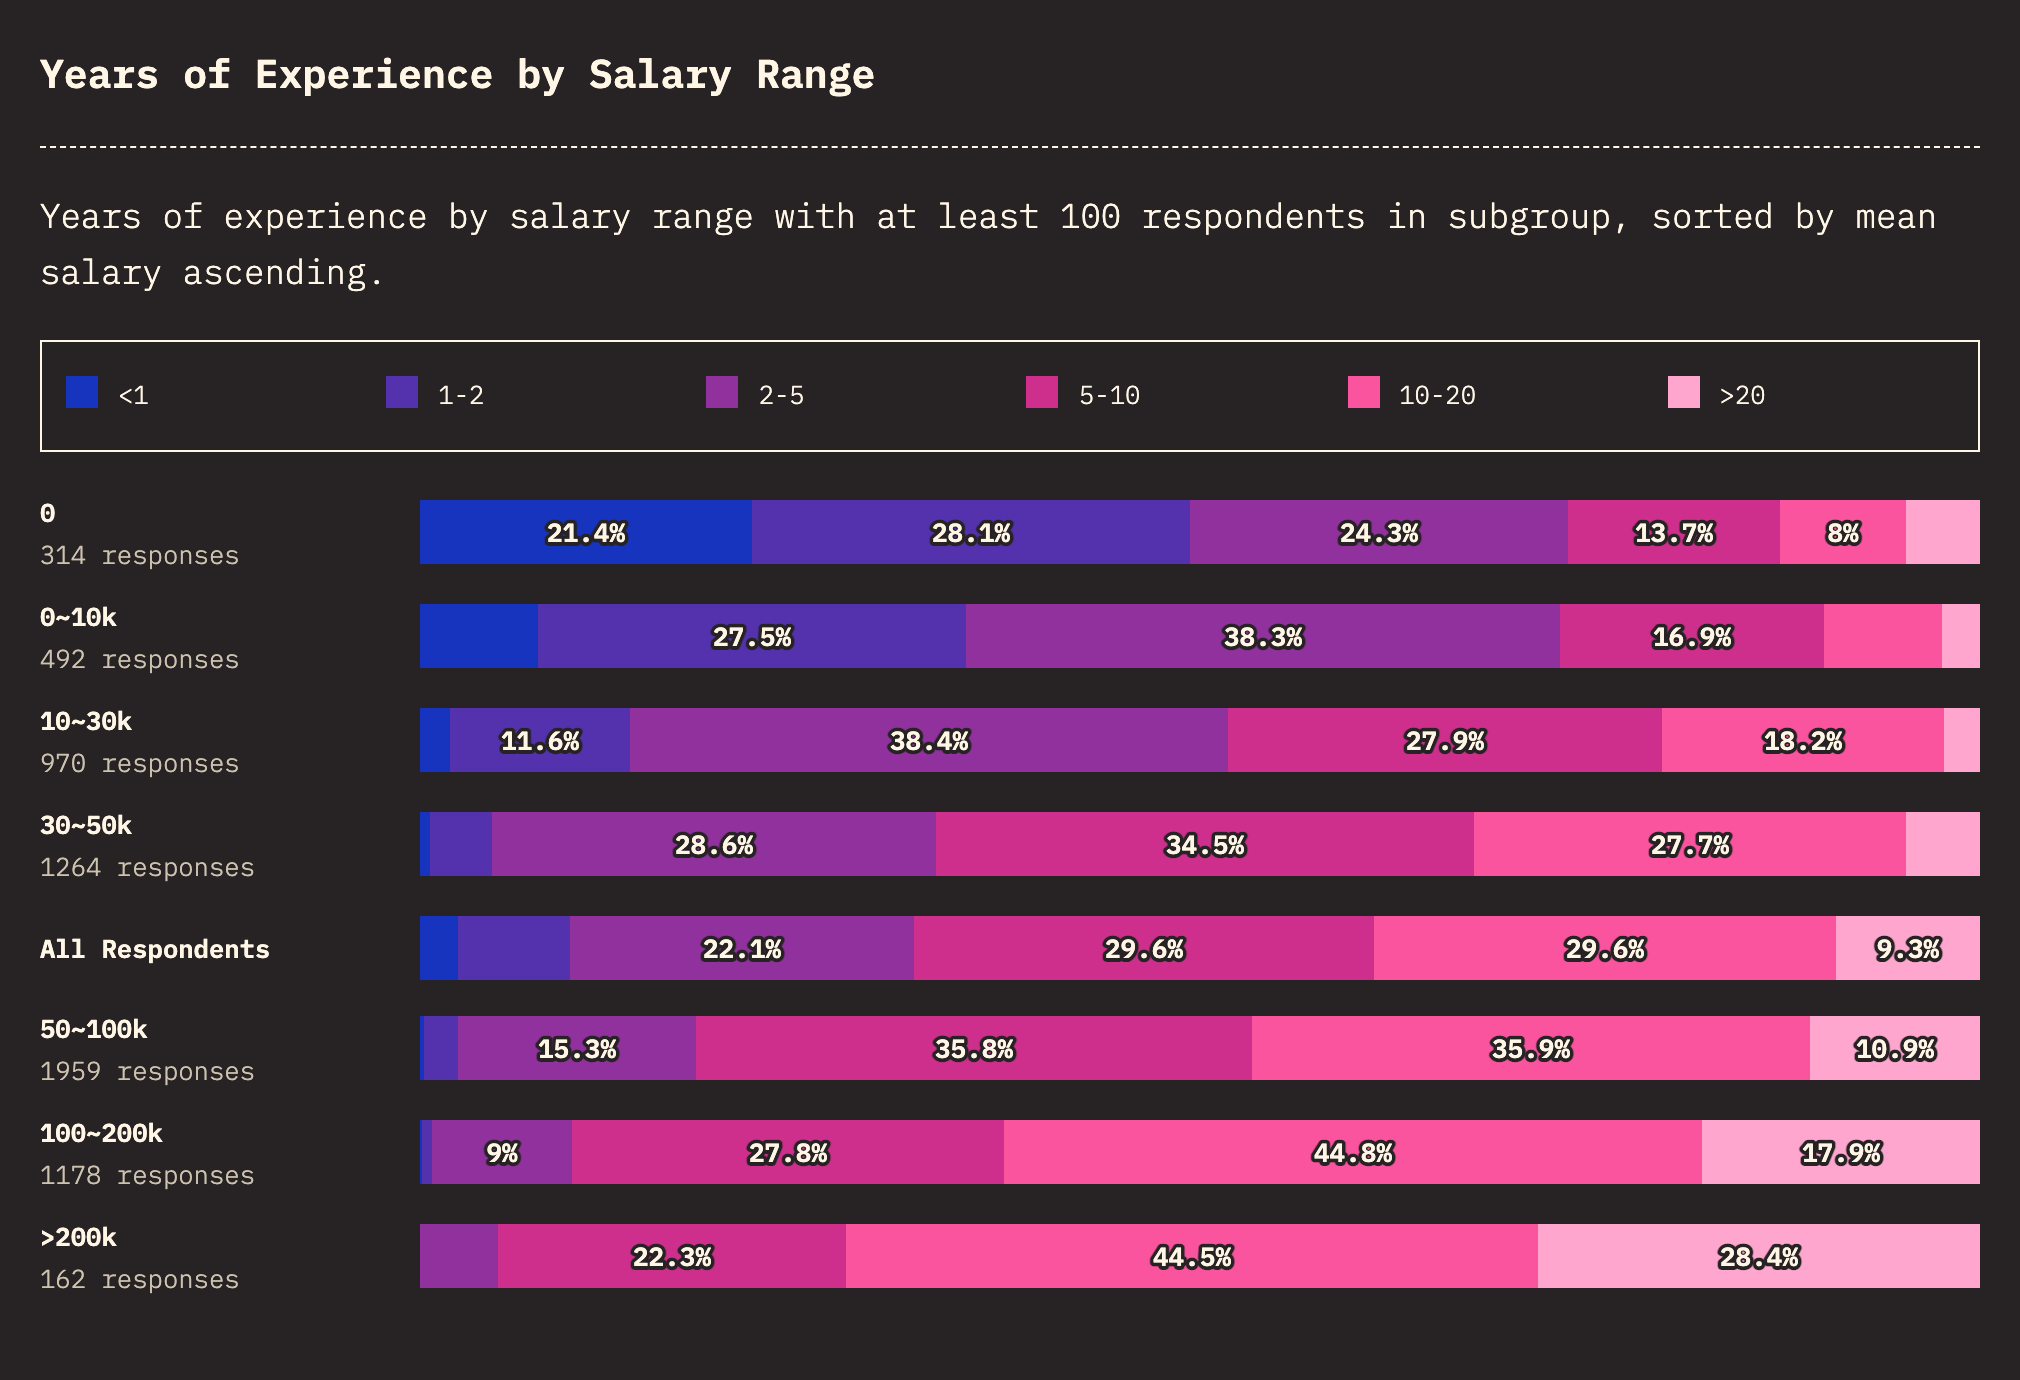 Years of Experience by Salary Range
Years of experience by salary range with at least 100 respondents in subgroup, sorted by mean
salary ascending.
<1 1-2 2-5 5-10 10-20 >20
0
314 responses
21.4% 28.1% 24.3% 13.7% 8%
0~10k
492 responses
27.5% 38.3% 16.9%
10~30k
970 responses
11.6% 38.4% 27.9% 18.2%
30~50k
1264 responses
28.6% 34.5% 27.7%
All Respondents
22.1% 29.6% 29.6% 9.3%
50~100k
1959 responses
15.3% 35.8% 35.9% 10.9%
100~200k
1178 responses
9% 27.8% 44.8% 17.9%
>200k
162 responses
22.3% 44.5% 28.4%